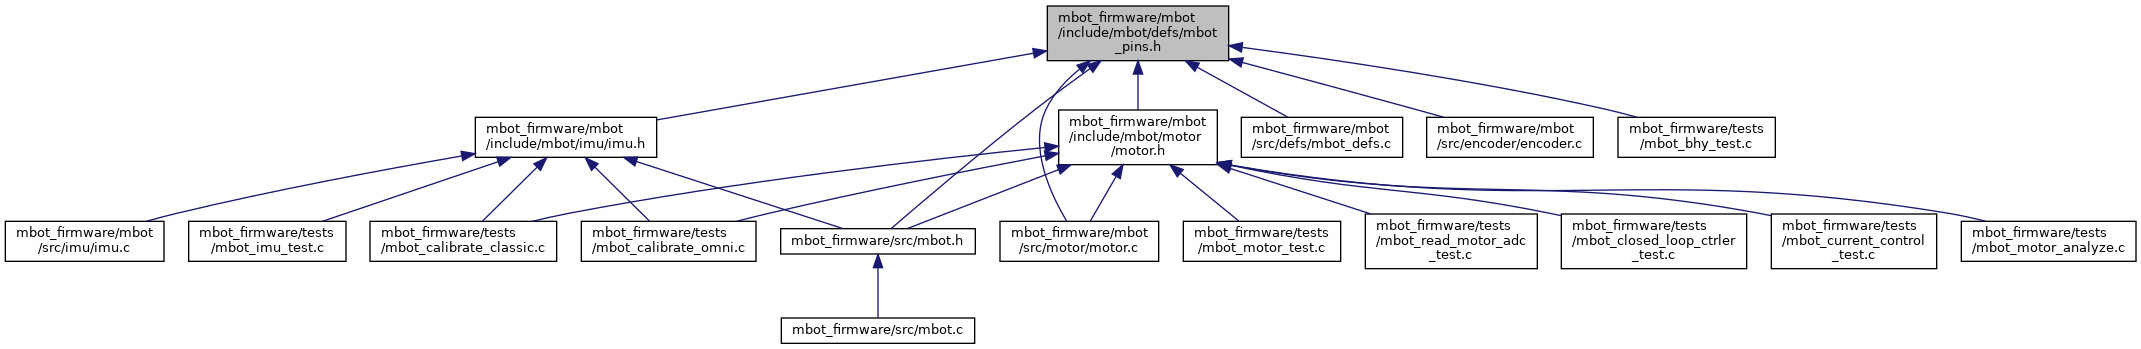 mbot_firmware/mbot
/include/mbot/defs/mbot
_pins.h
mbot_firmware/mbot
/include/mbot/imu/imu.h
mbot_firmware/mbot
/include/mbot/motor
/motor.h
mbot_firmware/mbot
/src/defs/mbot_defs.c
mbot_firmware/mbot
/src/encoder/encoder.c
mbot_firmware/tests
/mbot_bhy_test.c
mbot_firmware/mbot
/src/imu/imu.c
mbot_firmware/tests
/mbot_imu_test.c
mbot_firmware/tests
/mbot_calibrate_classic.c
mbot_firmware/tests
/mbot_calibrate_omni.c
mbot_firmware/src/mbot.h
mbot_firmware/mbot
/src/motor/motor.c
mbot_firmware/tests
/mbot_motor_test.c
mbot_firmware/tests
/mbot_read_motor_adc
_test.c
mbot_firmware/tests
/mbot_closed_loop_ctrler
_test.c
mbot_firmware/tests
/mbot_current_control
_test.c
mbot_firmware/tests
/mbot_motor_analyze.c
mbot_firmware/src/mbot.c